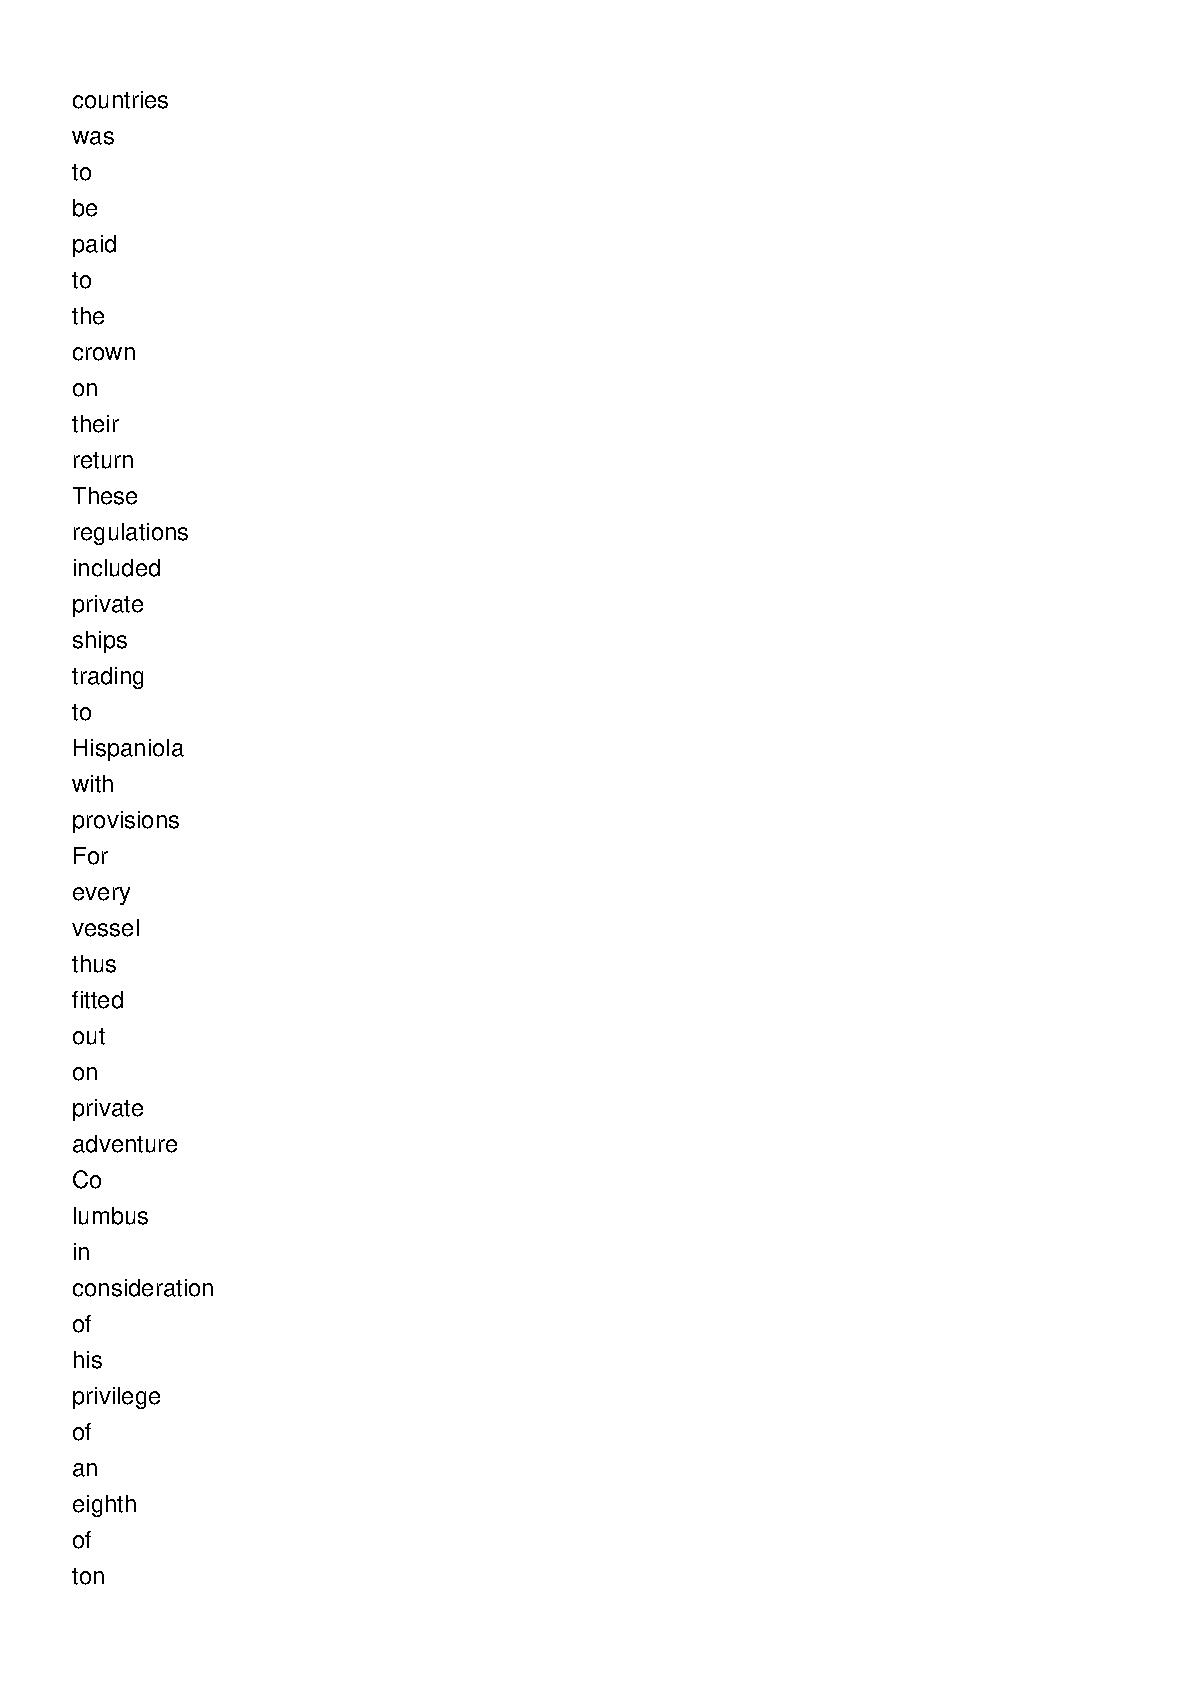 countries
was
to
be
paid
to
the
crown
on
their
return
These
regulations
included
private
ships
trading
to
Hispaniola
with
provisions
For
every
vessel
thus
fitted
out
on
private
adventure
Co
lumbus
in
consideration
of
his
privilege
of
an
eighth
of
ton